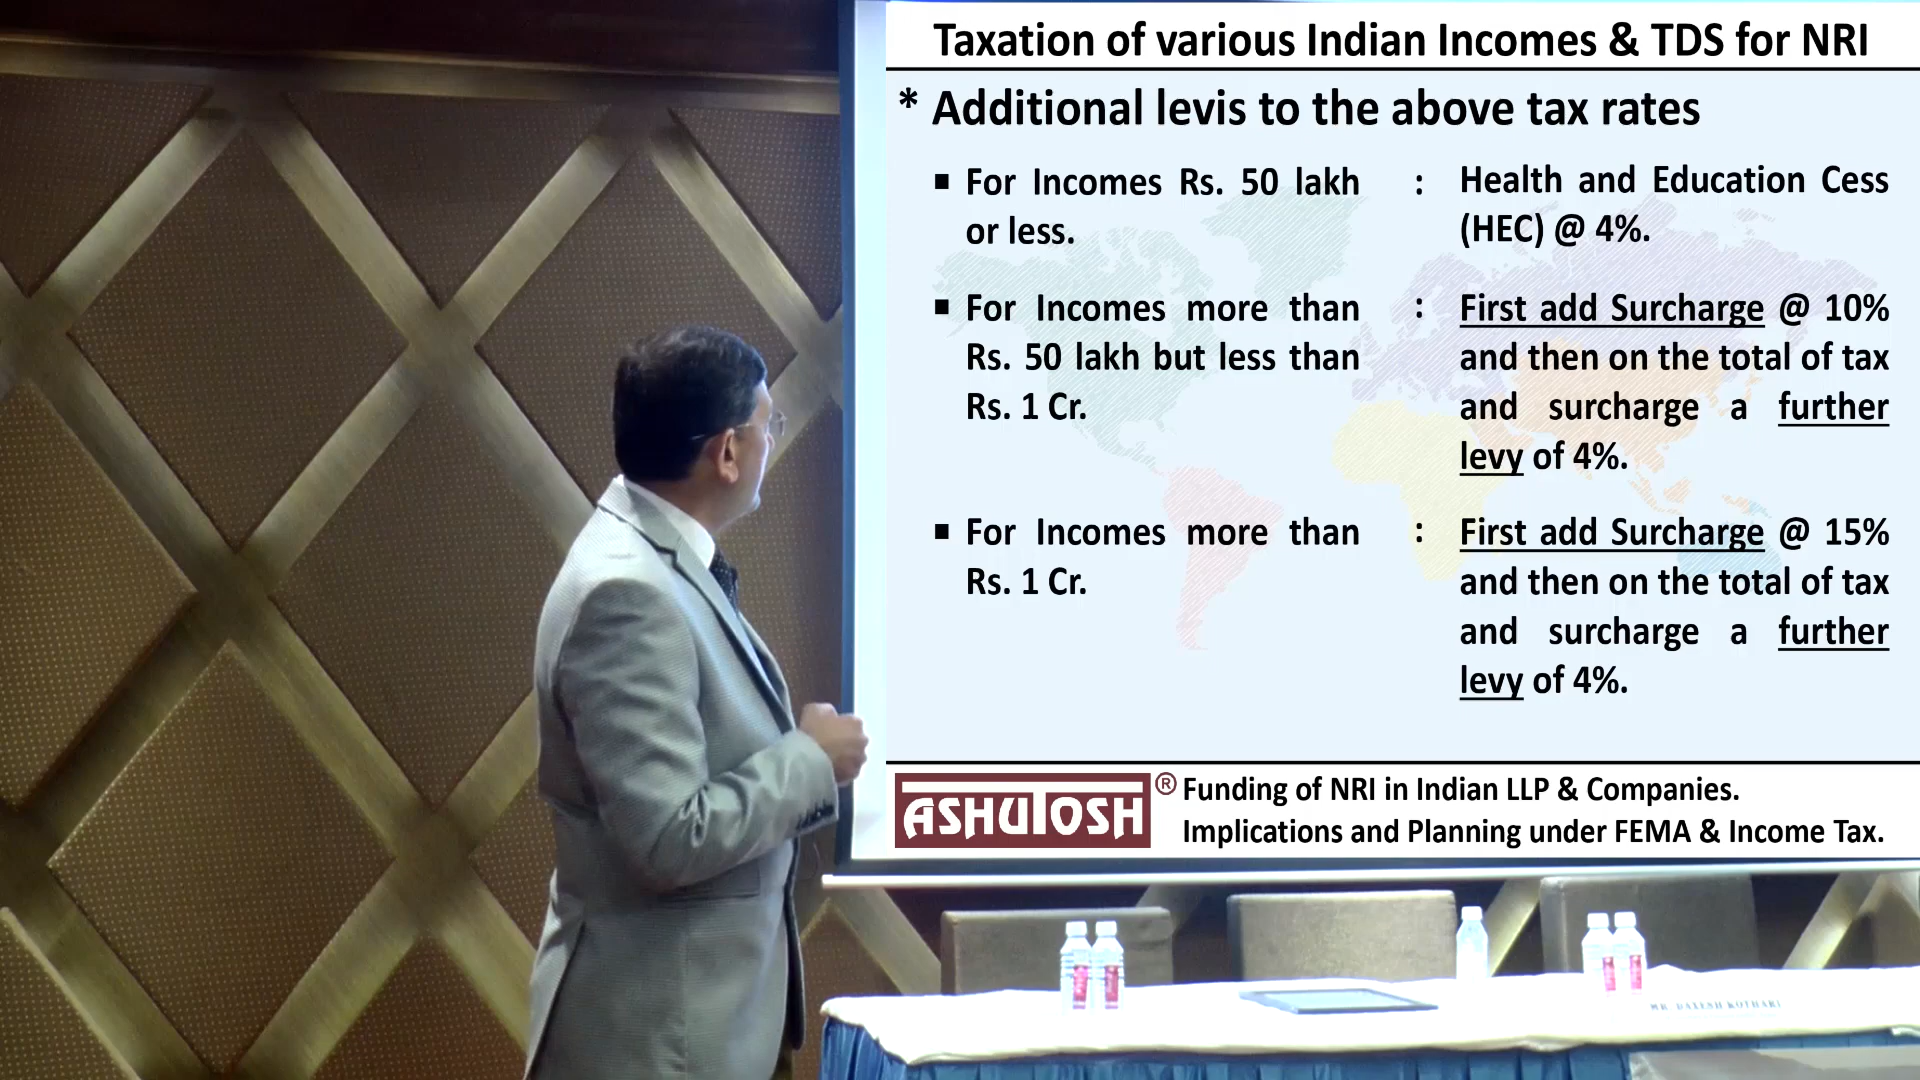 Taxation of various Indian Incomes & TDS for NRI
* Additional levis to the above tax rates
▪ For Incomes Rs. 50 lakh
or less.
: Health and Education Cess
(HEC) @ 4%.
▪ For Incomes more than
Rs. 50 lakh but less than
Rs. 1 Cr.
: First add Surcharge @ 10%
and then on the total of tax
and surcharge a further
levy of 4%.
▪ For Incomes more than
Rs. 1 Cr.
: First add Surcharge @ 15%
and then on the total of tax
and surcharge a further
levy of 4%.
ASHUTOSH®
Funding of NRI in Indian LLP & Companies.
Implications and Planning under FEMA & Income Tax.
MR. DAXESH KOTHARI